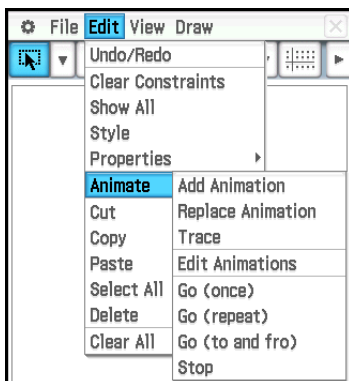 File Edit View Draw
Undo/Redo
Clear Constraints
Show All
Style
Properties
Animate
Cut
Copy
Paste
Select All
Delete
Clear All
Add Animation
Replace Animation
Trace
Edit Animations
Go (once)
Go (repeat)
Go (to and fro)
Stop